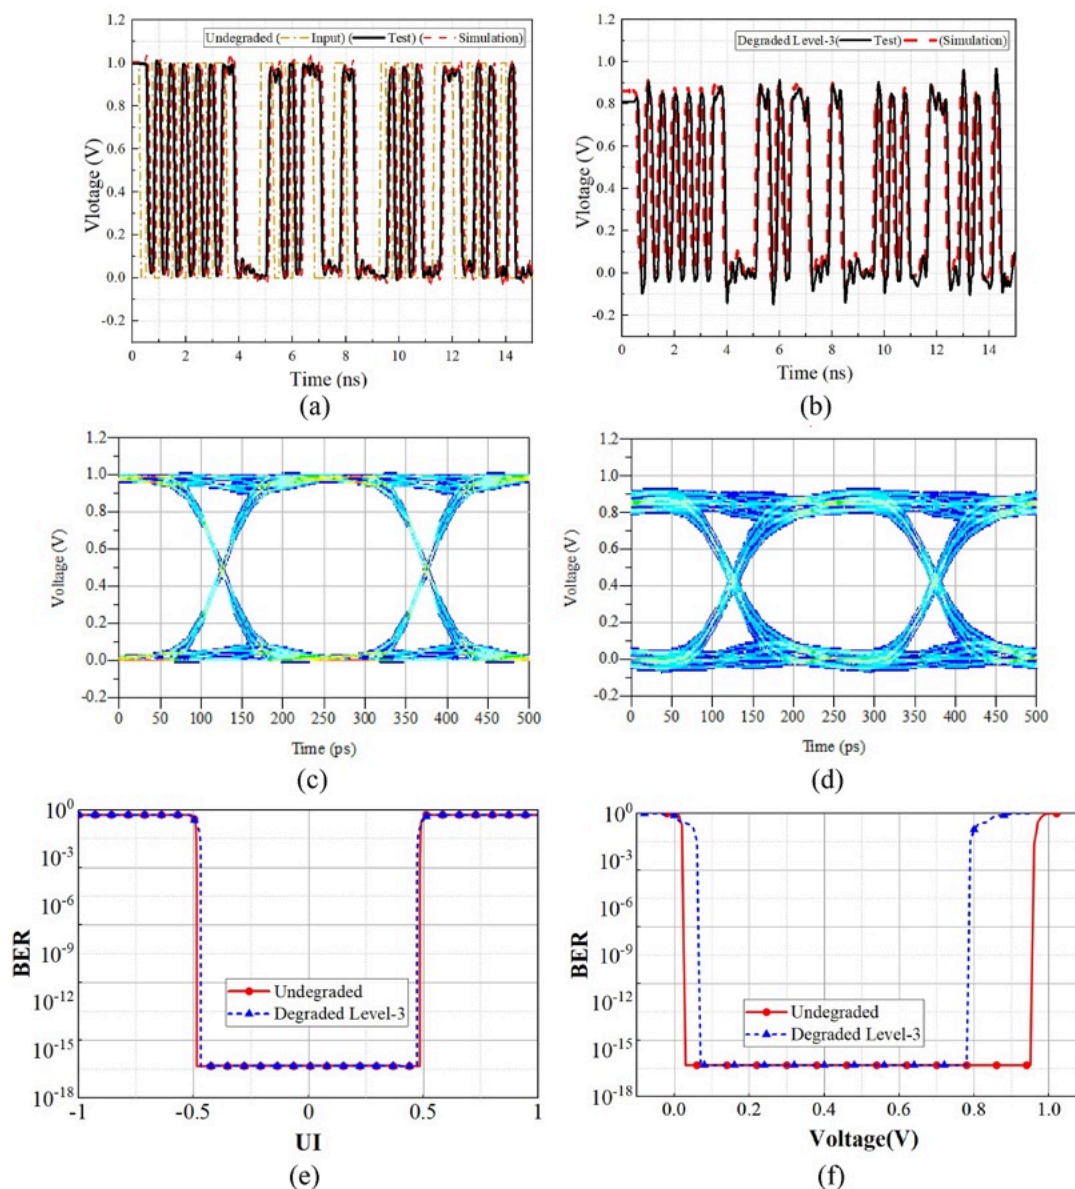 1.2
1.0
0.8
0.6
0.4
0.2
0.0
-0.2
Vlotage (V)
Undegraded ( Input) ( Test) ( Simulation)
0 2 4 6 8 10 12 14
Time (ns)
(a)
1.2
1.0
0.8
0.6
0.4
0.2
0.0
-0.2
Vlotage (V)
Degraded Level-3( Test) (Simulation)
0 2 4 6 8 10 12 14
Time (ns)
(b)
1.2
1.0
0.8
0.6
0.4
0.2
0.0
-0.2
Voltage (V)
0 50 100 150 200 250 300 350 400 450 500
Time (ps)
(c)
1.2
1.0
0.8
0.6
0.4
0.2
0.0
-0.2
Voltage (V)
0 50 100 150 200 250 300 350 400 450 500
Time (ps)
(d)
10^0
10^-3
10^-6
10^-9
10^-12
10^-15
10^-18
BER
Undegraded
Degraded Level-3
-1 -0.5 0 0.5 1
UI
(e)
10^0
10^-3
10^-6
10^-9
10^-12
10^-15
10^-18
BER
Undegraded
Degraded Level-3
0.0 0.2 0.4 0.6 0.8 1.0
Voltage(V)
(f)